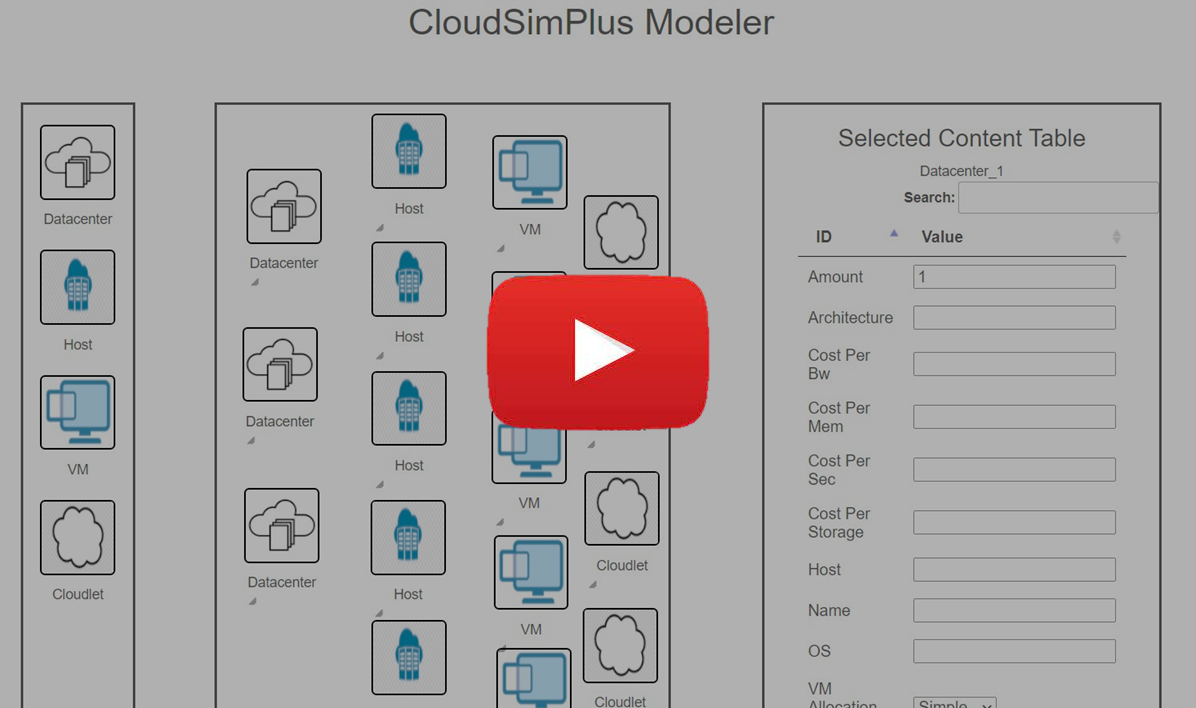 CloudSimPlus Modeler
Datacenter
Host
VM
Cloudlet
Datacenter
Datacenter
Datacenter
Host
Host
Host
Host
VM
VM
VM
Cloudlet
Cloudlet
Cloudlet
Selected Content Table
Datacenter_1
Search:
ID Value
Amount 1
Architecture
Cost Per
Bw
Cost Per
Mem
Cost Per
Sec
Cost Per
Storage
Host
Name
OS
VM
Allocation Simple